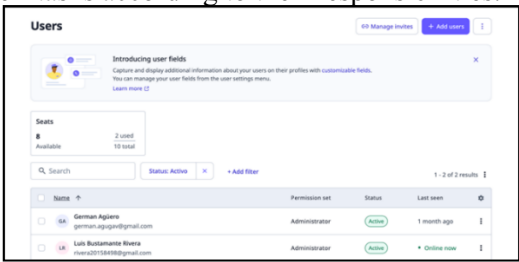 Users
Manage invites
+ Add users
Introducing user fields
Capture and display additional information about your users on their profiles with customizable fields.
You can manage your user fields from the user settings menu.
Learn more
Seats
8
2 used
Available
10 total
Search
Status: Active ×
+ Add filter
1 - 2 of 2 results
Name ↑ Permission set Status Last seen
GA German Agüero Administrator Active 1 month ago
german.agugav@gmail.com
LR Luis Bustamante Rivera Administrator Active Online now
rivera20158498@gmail.com